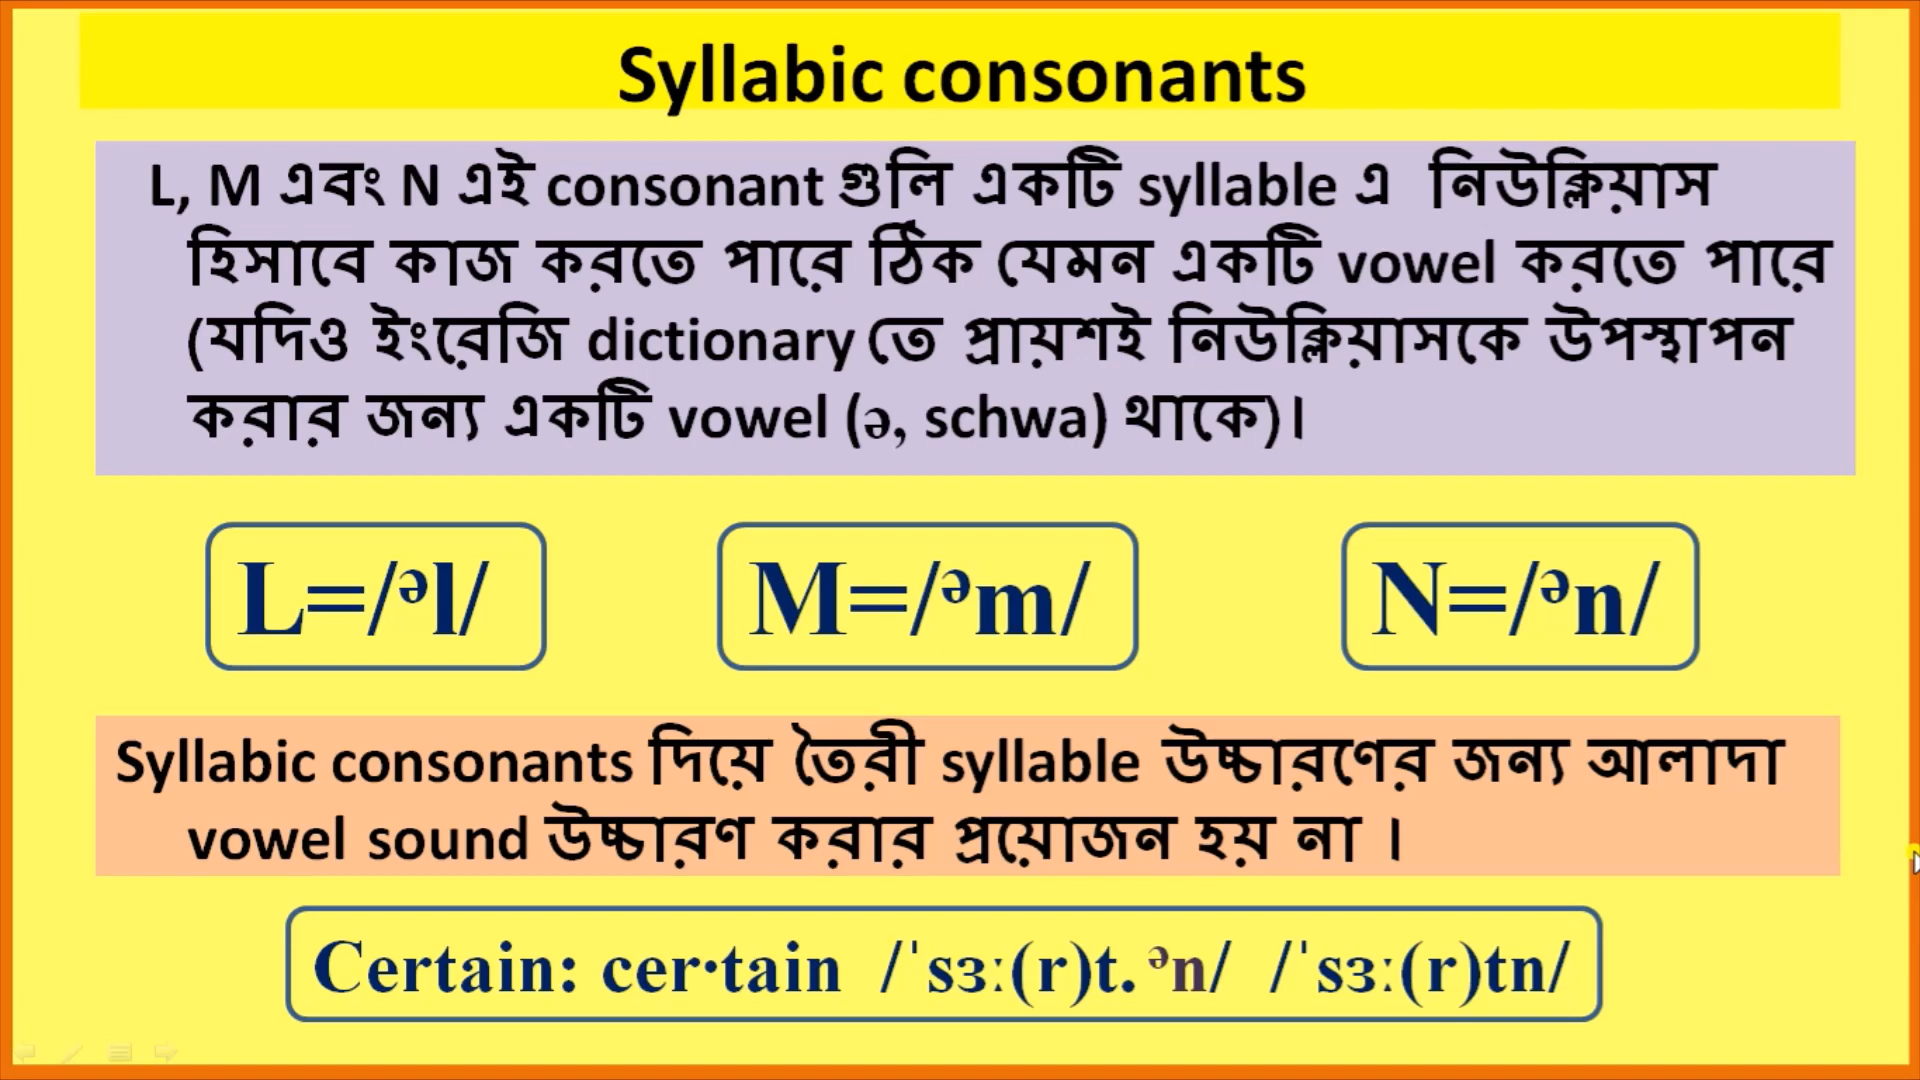 Syllabic consonants
L, M এবং N এই consonant গুলি একটি syllable এ নিউক্লিয়াস
হিসাবে কাজ করতে পারে ঠিক যেমন একটি vowel করতে পারে
(যদিও ইংরেজি dictionary তে প্রায়শই নিউক্লিয়াসকে উপস্থাপন
করার জন্য একটি vowel (ə, schwa) থাকে)।
L=/ᵊl/ M=/ᵊm/ N=/ᵊn/
Syllabic consonants দিয়ে তৈরী syllable উচ্চারণের জন্য আলাদা
vowel sound উচ্চারণ করার প্রয়োজন হয় না ।
Certain: cer·tain /ˈsɜː(r)t. ᵊn/ /ˈsɜː(r)tn/